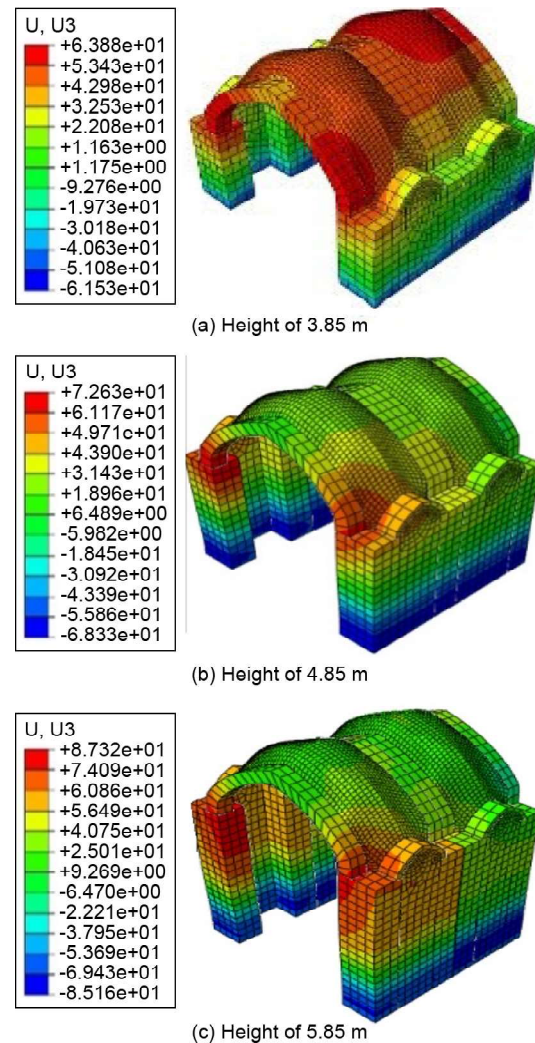 U, U3
+6.388e+01
+5.343e+01
+4.298e+01
+3.253e+01
+2.208e+01
+1.163e+01
+1.175e+00
-9.276e+00
-1.973e+01
-3.018e+01
-4.063e+01
-5.108e+01
-6.153e+01
(a) Height of 3.85 m
U, U3
+7.263e+01
+6.117e+01
+4.971e+01
+4.390e+01
+3.143e+01
+1.896e+01
+6.489e+00
-5.982e+00
-1.845e+01
-3.092e+01
-4.339e+01
-5.586e+01
-6.833e+01
(b) Height of 4.85 m
U, U3
+8.732e+01
+7.409e+01
+6.086e+01
+5.649e+01
+4.075e+01
+2.501e+01
+9.269e+00
-6.470e+00
-2.221e+01
-3.795e+01
-5.369e+01
-6.943e+01
-8.516e+01
(c) Height of 5.85 m